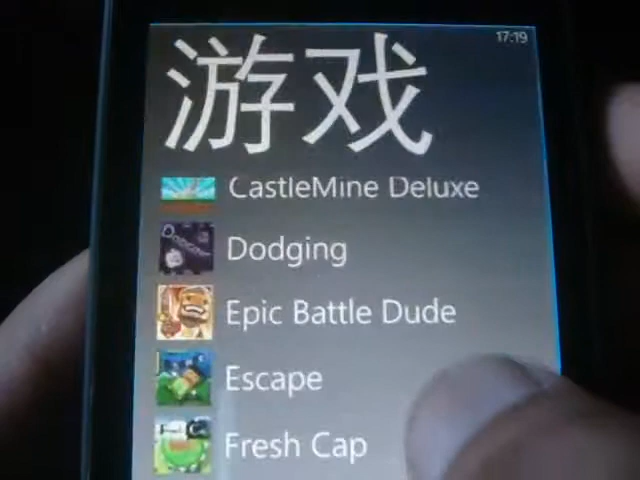 17:19
游戏
CastleMine Deluxe
Dodging
Epic Battle Dude
Escape
Fresh Cap